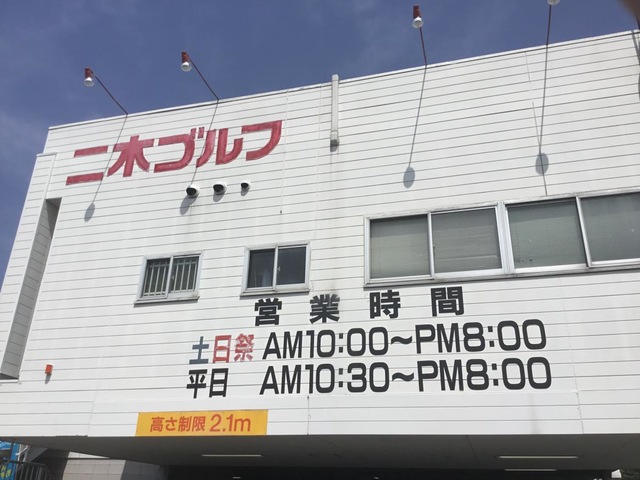 二木ゴルフ
営業時間
土日祭 AM10:00~PM8:00
平日 AM10:30~PM8:00
高さ制限 2.1m